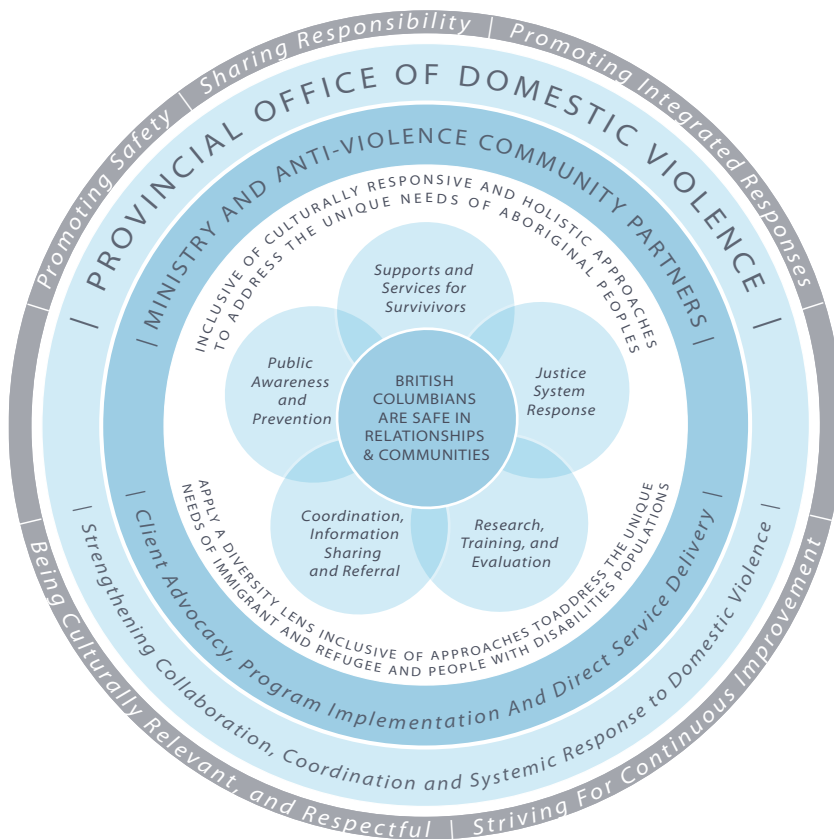 Promoting Safety | Sharing Responsibility | Promoting Integrated Responses
| PROVINCIAL OFFICE OF DOMESTIC VIOLENCE |
| MINISTRY AND ANTI-VIOLENCE COMMUNITY PARTNERS |
INCLUSIVE OF CULTURALLY RESPONSIVE AND HOLISTIC APPROACHES
TO ADDRESS THE UNIQUE NEEDS OF ABORIGINAL PEOPLES
Supports and
Services for
Survivors
Public
Awareness
and
Prevention
Justice
System
Response
BRITISH
COLUMBIANS
ARE SAFE IN
RELATIONSHIPS
& COMMUNITIES
Coordination,
Information
Sharing
and Referral
Research,
Training, and
Evaluation
APPLY A DIVERSITY LENS INCLUSIVE OF APPROACHES TOADDRESS THE UNIQUE
NEEDS OF IMMIGRANT AND REFUGEE AND PEOPLE WITH DISABILITIES POPULATIONS
| Client Advocacy, Program Implementation And Direct Service Delivery |
| Strengthening Collaboration, Coordination and Systemic Response to Domestic Violence |
Being Culturally Relevant, and Respectful | Striving For Continuous Improvement